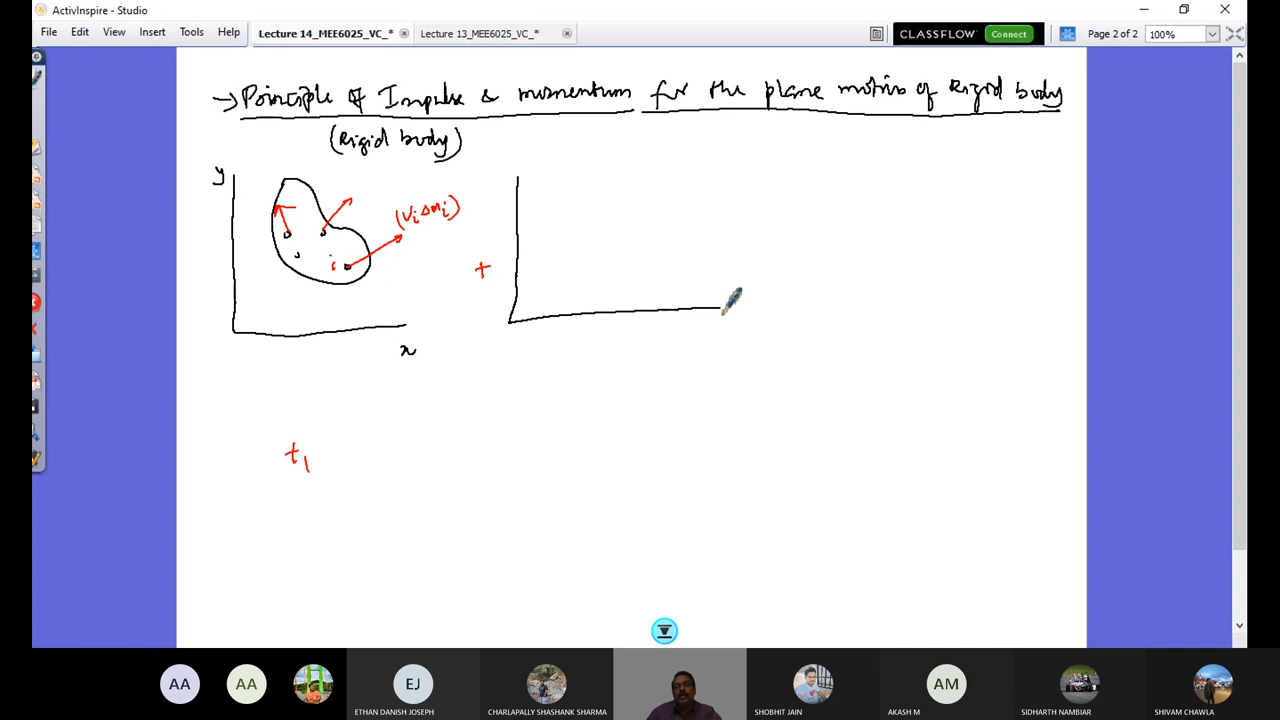 ActivInspire - Studio
File Edit View Insert Tools Help
Lecture 14_MEE6025_VC_*
Lecture 13_MEE6025_VC_*
CLASSFLOW Connect
Page 2 of 2
100%
→ Principle of Impulse & momentum for the plane motion of Rigid body
(Rigid body)
y
(Vi Δmi)
i
+
x
t1
AA
AA
EJ
ETHAN DANISH JOSEPH
CHARLAPALLY SHASHANK SHARMA
SHOBHIT JAIN
AM
AKASH M
SIDHARTH NAMBIAR
SHIVAM CHAWLA